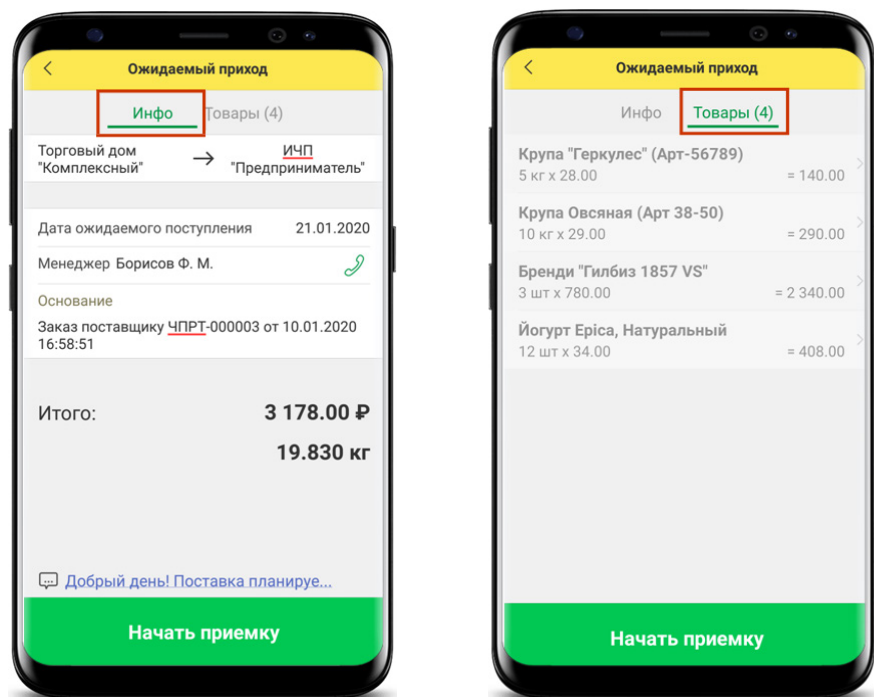 Ожидаемый приход
Инфо Товары (4)
Торговый дом
"Комплексный"
ИЧП
"Предприниматель"
Дата ожидаемого поступления 21.01.2020
Менеджер Борисов Ф. М.
Основание
Заказ поставщику ЧПРТ-000003 от 10.01.2020
16:58:51
Итого: 3 178.00 ₽
19.830 кг
Добрый день! Поставка планируе...
Начать приемку
Ожидаемый приход
Инфо Товары (4)
Крупа "Геркулес" (Арт-56789)
5 кг x 28.00 = 140.00
Крупа Овсяная (Арт 38-50)
10 кг x 29.00 = 290.00
Бренди "Гилбиз 1857 VS"
3 шт x 780.00 = 2 340.00
Йогурт Epica, Натуральный
12 шт x 34.00 = 408.00
Начать приемку